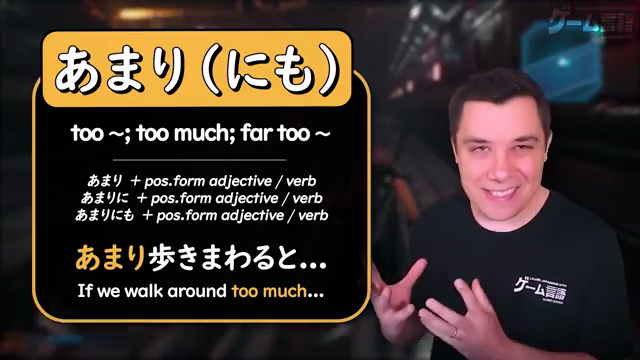 あまり（にも）
too ~; too much; far too ~
あまり + pos.form adjective / verb
あまりに + pos.form adjective / verb
あまりにも + pos.form adjective / verb
あまり歩きまわると...
If we walk around too much...
ゲーム言語
ゲーム言語